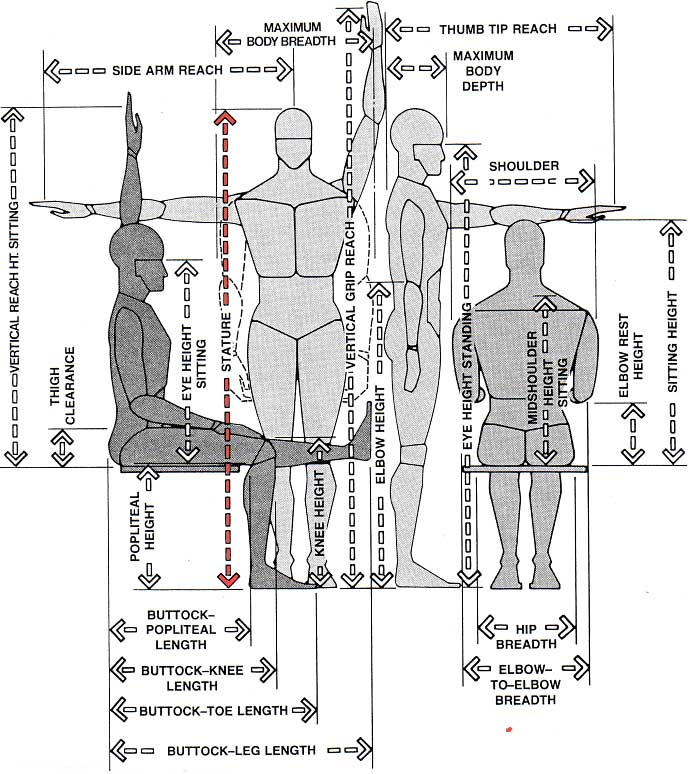 MAXIMUM
BODY BREADTH
THUMB TIP REACH
SIDE ARM REACH
MAXIMUM
BODY
DEPTH
SHOULDER
VERTICAL REACH HT. SITTING
THIGH
CLEARANCE
EYE HEIGHT
SITTING
STATURE
VERTICAL GRIP REACH
EYE HEIGHT STANDING
MIDSHOULDER
HEIGHT
SITTING
ELBOW REST
HEIGHT
SITTING HEIGHT
POPLITEAL
HEIGHT
KNEE HEIGHT
ELBOW HEIGHT
BUTTOCK–
POPLITEAL
LENGTH
BUTTOCK–KNEE
LENGTH
BUTTOCK–TOE LENGTH
BUTTOCK–LEG LENGTH
HIP
BREADTH
ELBOW–
TO–ELBOW
BREADTH